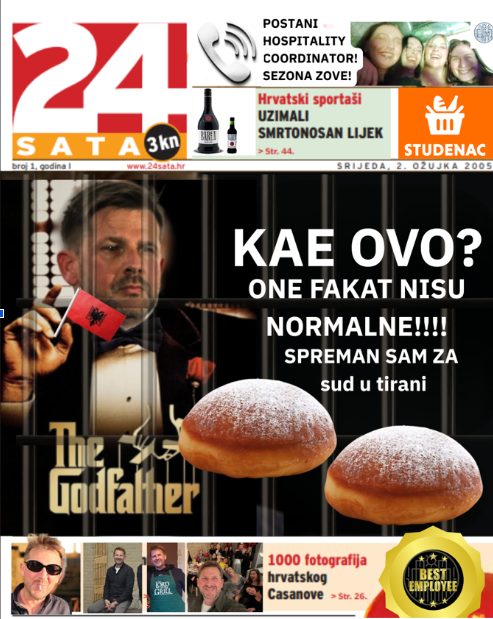 24
SATA
3kn
POSTANI
HOSPITALITY
COORDINATOR!
SEZONA ZOVE!
Hrvatski sportaši
UZIMALI
SMRTONOSAN LIJEK
> Str. 44.
STUDENAC
broj 1, godina I
www.24sata.hr
SRIJEDA, 2. OŽUJKA 2005
KAE OVO?
ONE FAKAT NISU
NORMALNE!!!!
SPREMAN SAM ZA
sud u tirani
The
Godfather
1000 fotografija
hrvatskog
Casanove > Str. 26.
BEST
EMPLOYEE